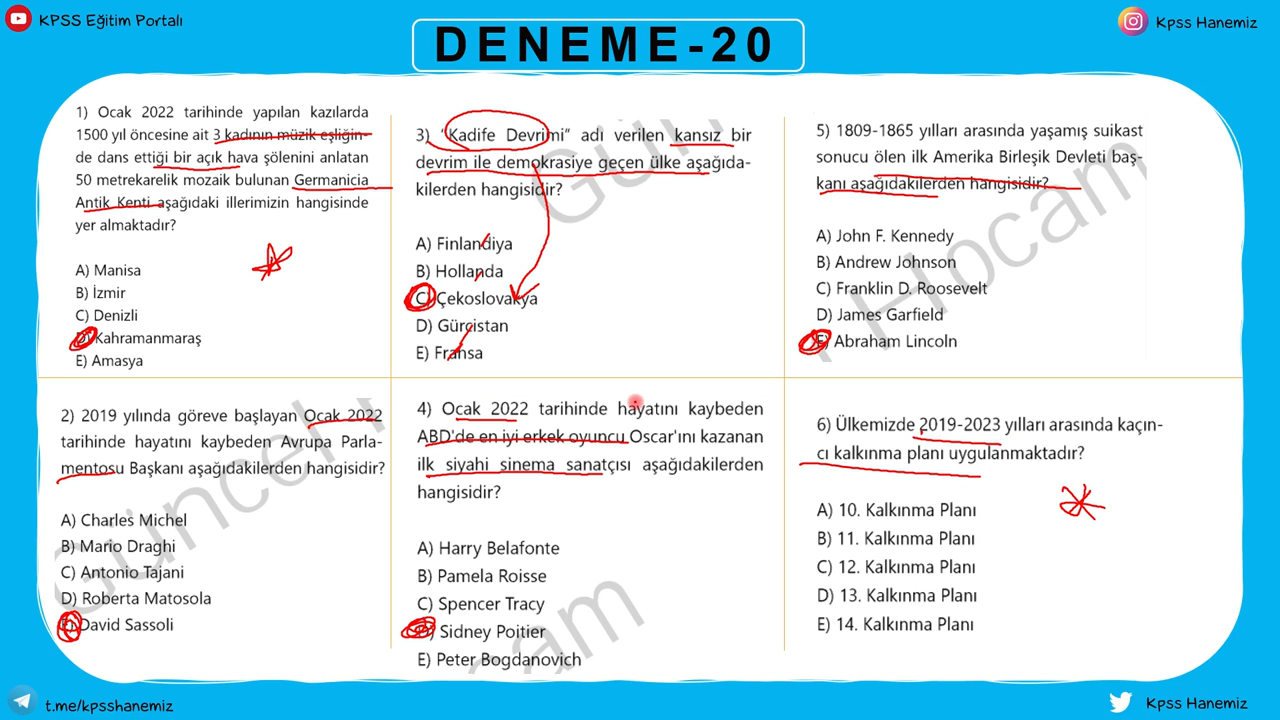 KPSS Eğitim Portalı
DENEME-20
Kpss Hanemiz
1) Ocak 2022 tarihinde yapılan kazılarda
1500 yıl öncesine ait 3 kadının müzik eşliğin-
de dans ettiği bir açık hava şölenini anlatan
50 metrekarelik mozaik bulunan Germanicia
Antik Kenti aşağıdaki illerimizin hangisinde
yer almaktadır?
A) Manisa
B) İzmir
C) Denizli
D) Kahramanmaraş
E) Amasya
2) 2019 yılında göreve başlayan Ocak 2022
tarihinde hayatını kaybeden Avrupa Parla-
mentosu Başkanı aşağıdakilerden hangisidir?
A) Charles Michel
B) Mario Draghi
C) Antonio Tajani
D) Roberta Matosola
E) David Sassoli
3) "Kadife Devrimi" adı verilen kansız bir
devrim ile demokrasiye geçen ülke aşağıda-
kilerden hangisidir?
A) Finlandiya
B) Hollanda
C) Çekoslovakya
D) Gürcistan
E) Fransa
4) Ocak 2022 tarihinde hayatını kaybeden
ABD'de en iyi erkek oyuncu Oscar'ını kazanan
ilk siyahi sinema sanatçısı aşağıdakilerden
hangisidir?
A) Harry Belafonte
B) Pamela Roisse
C) Spencer Tracy
D) Sidney Poitier
E) Peter Bogdanovich
5) 1809-1865 yılları arasında yaşamış suikast
sonucu ölen ilk Amerika Birleşik Devleti baş-
kanı aşağıdakilerden hangisidir?
A) John F. Kennedy
B) Andrew Johnson
C) Franklin D. Roosevelt
D) James Garfield
E) Abraham Lincoln
6) Ülkemizde 2019-2023 yılları arasında kaçın-
cı kalkınma planı uygulanmaktadır?
A) 10. Kalkınma Planı
B) 11. Kalkınma Planı
C) 12. Kalkınma Planı
D) 13. Kalkınma Planı
E) 14. Kalkınma Planı
t.me/kpsshanemiz
Kpss Hanemiz